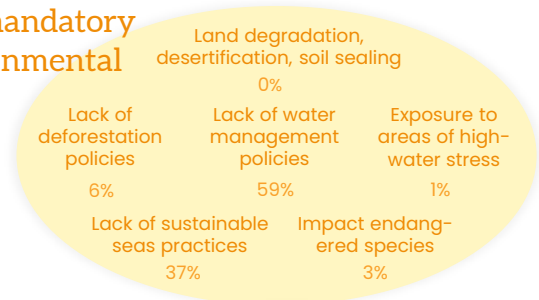 andatory
nmental
Land degradation,
desertification, soil sealing
0%
Lack of
deforestation
policies
6%
Lack of water
management
policies
59%
Exposure to
areas of high-
water stress
1%
Lack of sustainable
seas practices
37%
Impact endang-
ered species
3%